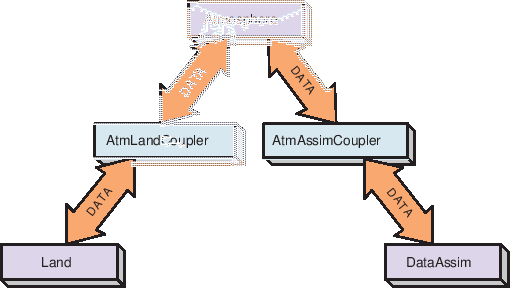 Atmosphere
DATA
DATA
AtmLandCoupler
AtmAssimCoupler
DATA
DATA
Land
DataAssim